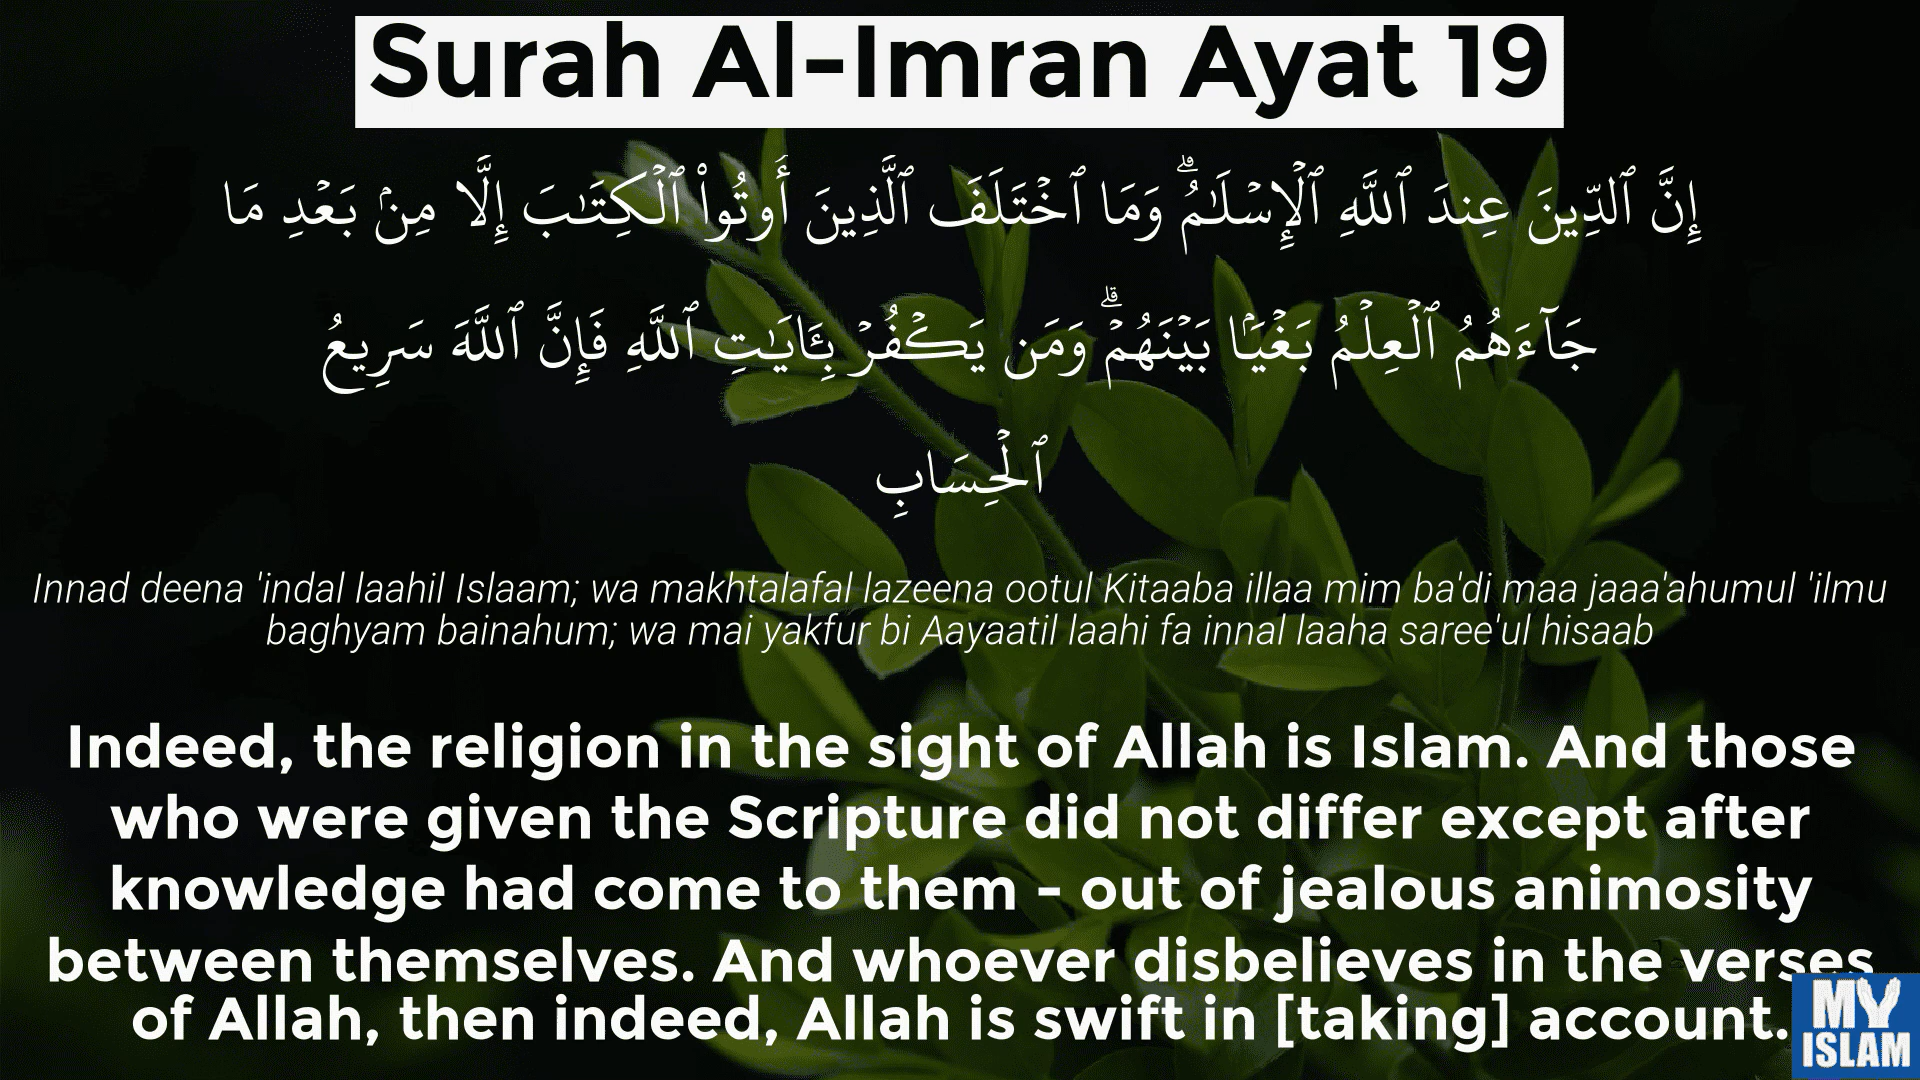 Surah Al-Imran Ayat 19
إِنَّ ٱلدِّينَ عِندَ ٱللَّهِ ٱلْإِسْلَـٰمُ ۗ وَمَا ٱخْتَلَفَ ٱلَّذِينَ أُوتُوا۟ ٱلْكِتَـٰبَ إِلَّا مِنۢ بَعْدِ مَا
جَآءَهُمُ ٱلْعِلْمُ بَغْيًۢا بَيْنَهُمْ ۗ وَمَن يَكْفُرْ بِـَٔايَـٰتِ ٱللَّهِ فَإِنَّ ٱللَّهَ سَرِيعُ
ٱلْحِسَابِ
Innad deena 'indal laahil Islaam; wa makhtalafal lazeena ootul Kitaaba illaa mim ba'di maa jaaa'ahumul 'ilmu
baghyam bainahum; wa mai yakfur bi Aayaatil laahi fa innal laaha saree'ul hisaab
Indeed, the religion in the sight of Allah is Islam. And those
who were given the Scripture did not differ except after
knowledge had come to them - out of jealous animosity
between themselves. And whoever disbelieves in the verses
of Allah, then indeed, Allah is swift in [taking] account.
MY
ISLAM